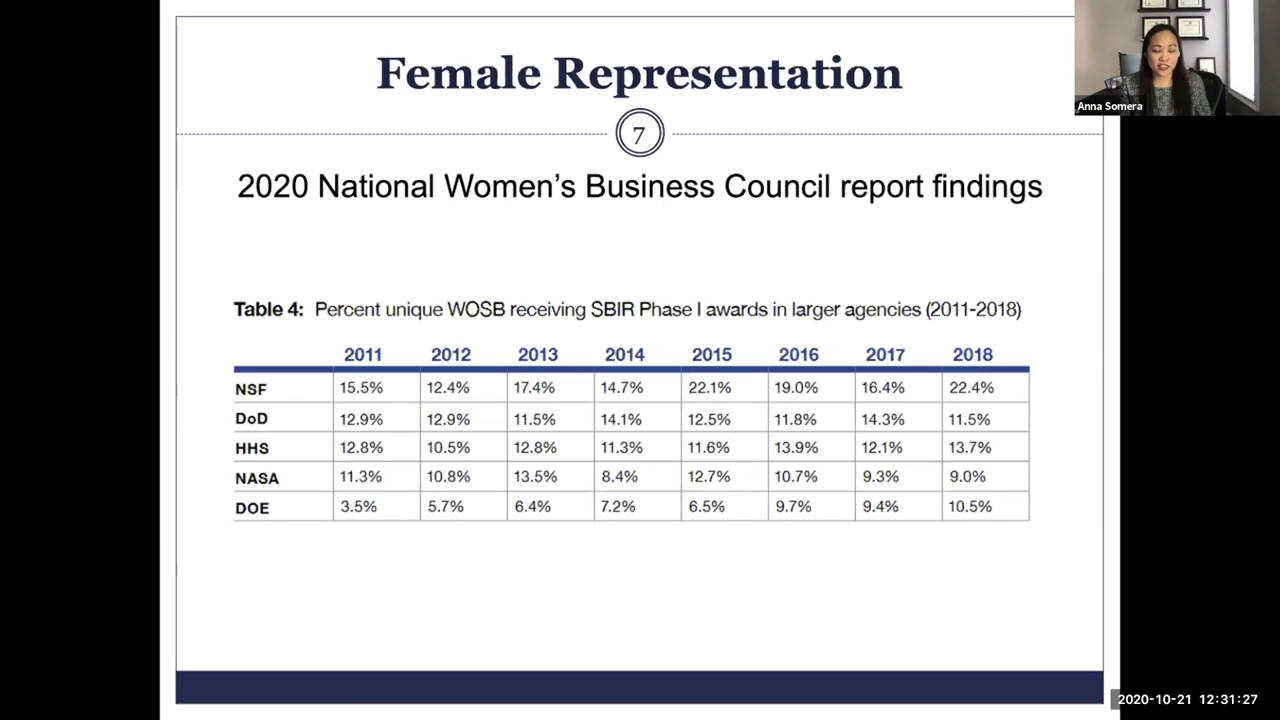 Female Representation
7
2020 National Women's Business Council report findings
Table 4: Percent unique WOSB receiving SBIR Phase I awards in larger agencies (2011-2018)
2011 2012 2013 2014 2015 2016 2017 2018
NSF 15.5% 12.4% 17.4% 14.7% 22.1% 19.0% 16.4% 22.4%
DoD 12.9% 12.9% 11.5% 14.1% 12.5% 11.8% 14.3% 11.5%
HHS 12.8% 10.5% 12.8% 11.3% 11.6% 13.9% 12.1% 13.7%
NASA 11.3% 10.8% 13.5% 8.4% 12.7% 10.7% 9.3% 9.0%
DOE 3.5% 5.7% 6.4% 7.2% 6.5% 9.7% 9.4% 10.5%
Anna Somera
2020-10-21 12:31:27